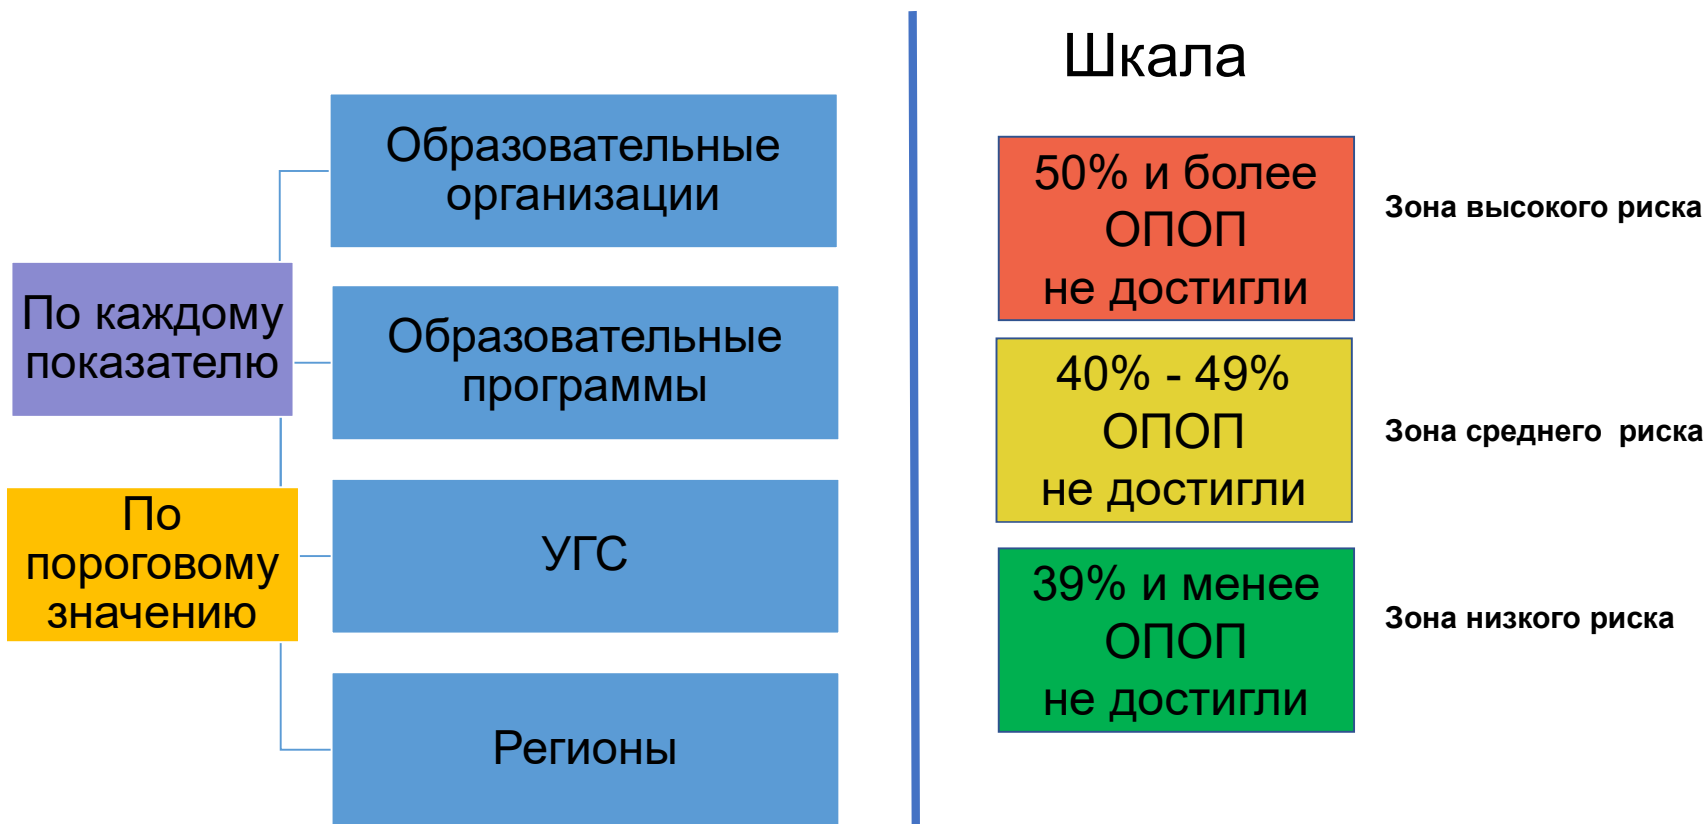 По каждому
показателю
По
пороговому
значению
Образовательные
организации
Образовательные
программы
УГС
Регионы
Шкала
50% и более
ОПОП
не достигли
Зона высокого риска
40% - 49%
ОПОП
не достигли
Зона среднего  риска
39% и менее
ОПОП
не достигли
Зона низкого риска